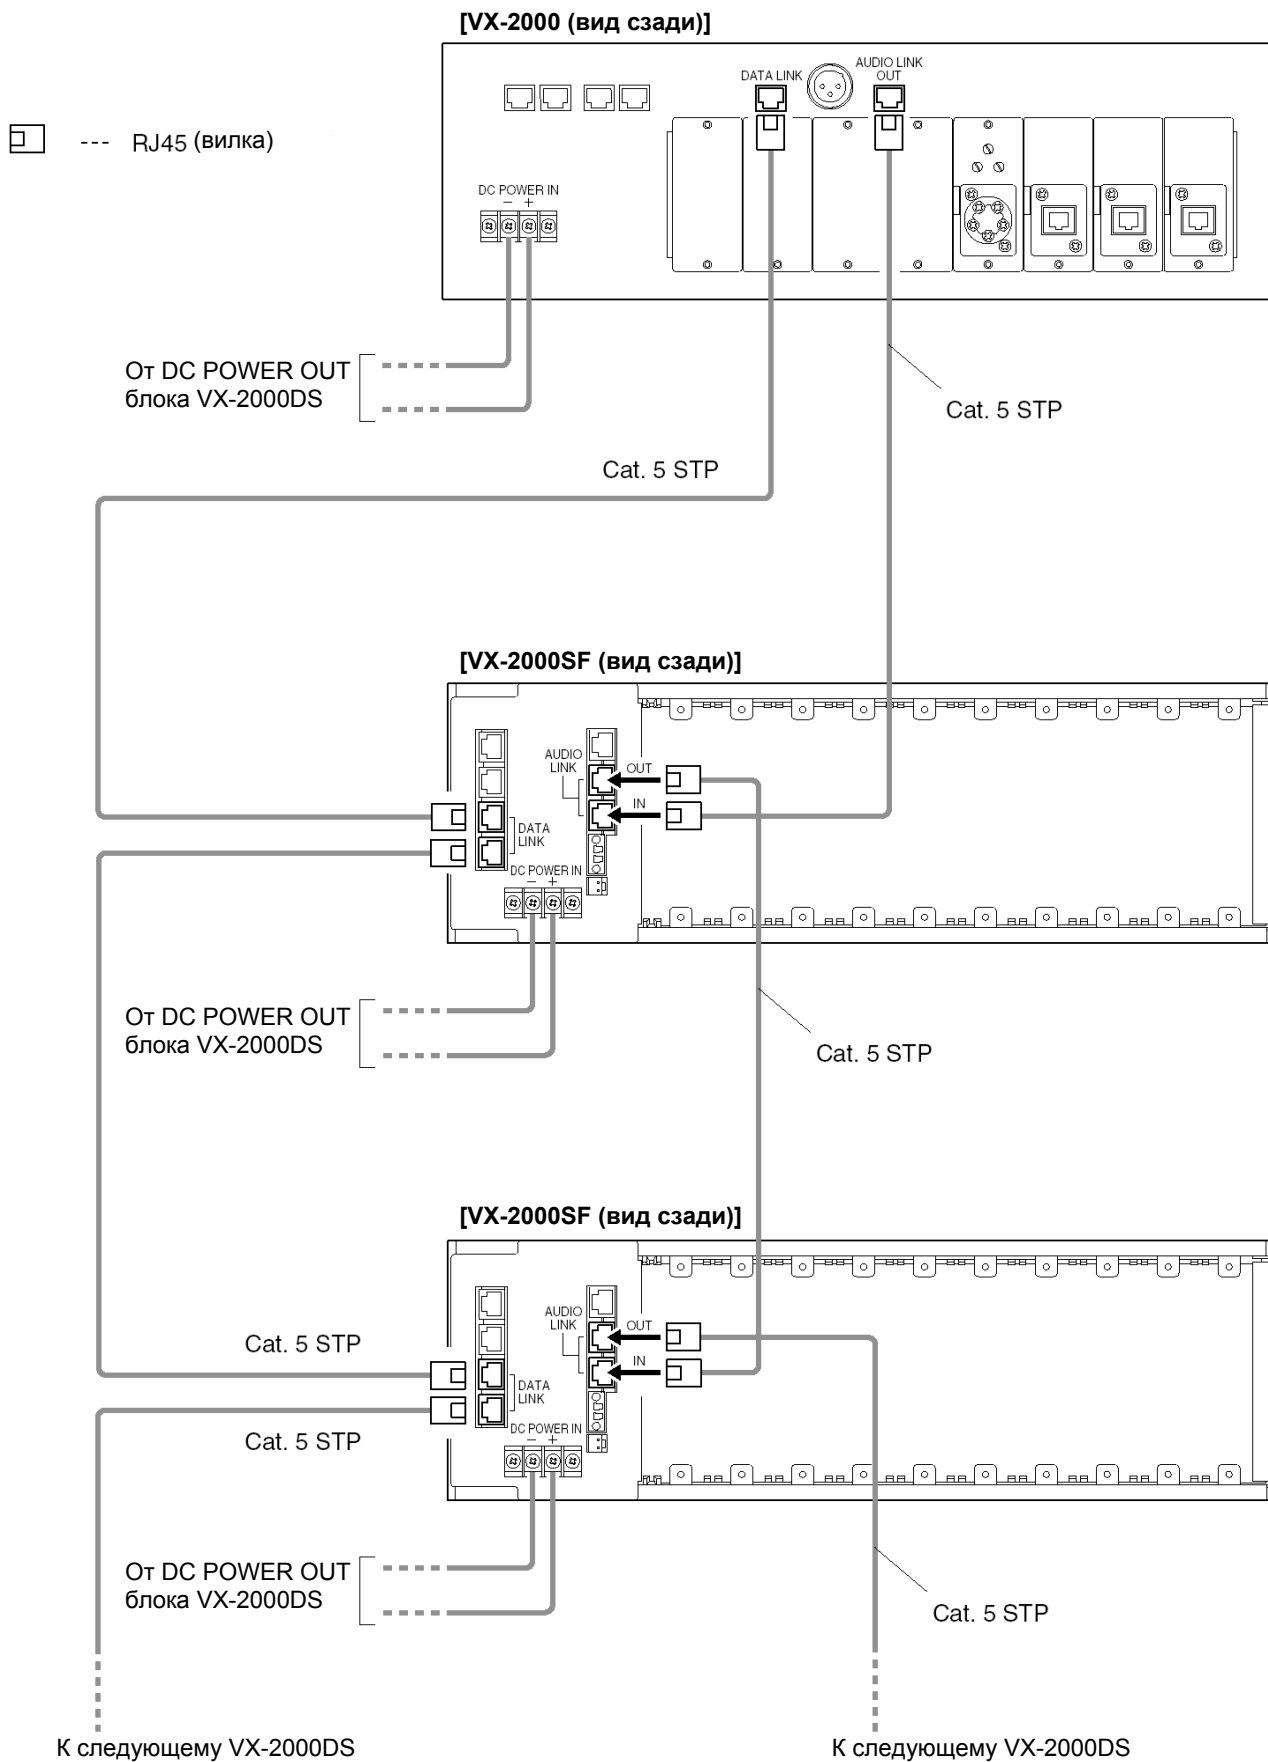 [VX-2000 (вид сзади)]
DATA LINK
AUDIO LINK
OUT
--- RJ45 (вилка)
DC POWER IN
− +
От DC POWER OUT
блока VX-2000DS
Cat. 5 STP
Cat. 5 STP
[VX-2000SF (вид сзади)]
AUDIO
LINK
OUT
IN
DATA
LINK
DC POWER IN
− +
От DC POWER OUT
блока VX-2000DS
Cat. 5 STP
[VX-2000SF (вид сзади)]
AUDIO
LINK
OUT
IN
Cat. 5 STP
DATA
LINK
Cat. 5 STP
DC POWER IN
− +
От DC POWER OUT
блока VX-2000DS
Cat. 5 STP
К следующему VX-2000DS
К следующему VX-2000DS